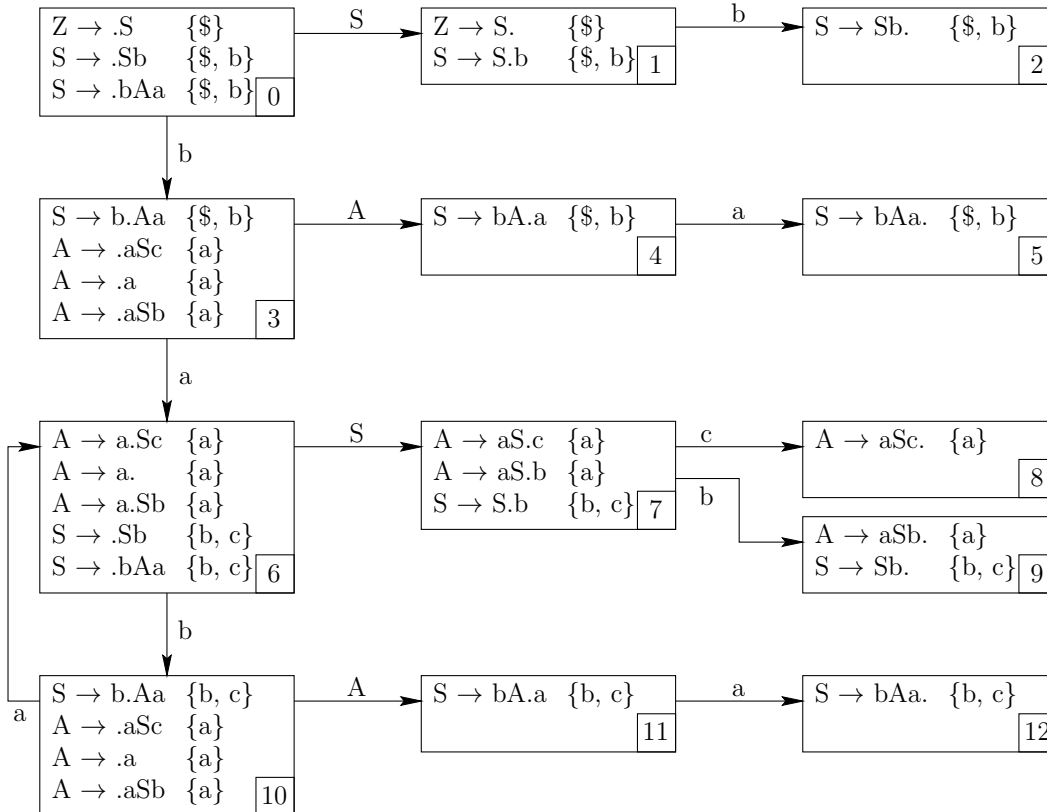 Z → .S {$}
S → .Sb {$, b}
S → .bAa {$, b}
0
S
Z → S. {$}
S → S.b {$, b}
1
b
S → Sb. {$, b}
2
b
S → b.Aa {$, b}
A → .aSc {a}
A → .a {a}
A → .aSb {a}
3
A
S → bA.a {$, b}
4
a
S → bAa. {$, b}
5
a
A → a.Sc {a}
A → a. {a}
A → a.Sb {a}
S → .Sb {b, c}
S → .bAa {b, c}
6
S
A → aS.c {a}
A → aS.b {a}
S → S.b {b, c}
7
c
A → aSc. {a}
8
b
A → aSb. {a}
S → Sb. {b, c}
9
b
a
S → b.Aa {b, c}
A → .aSc {a}
A → .a {a}
A → .aSb {a}
10
A
S → bA.a {b, c}
11
a
S → bAa. {b, c}
12